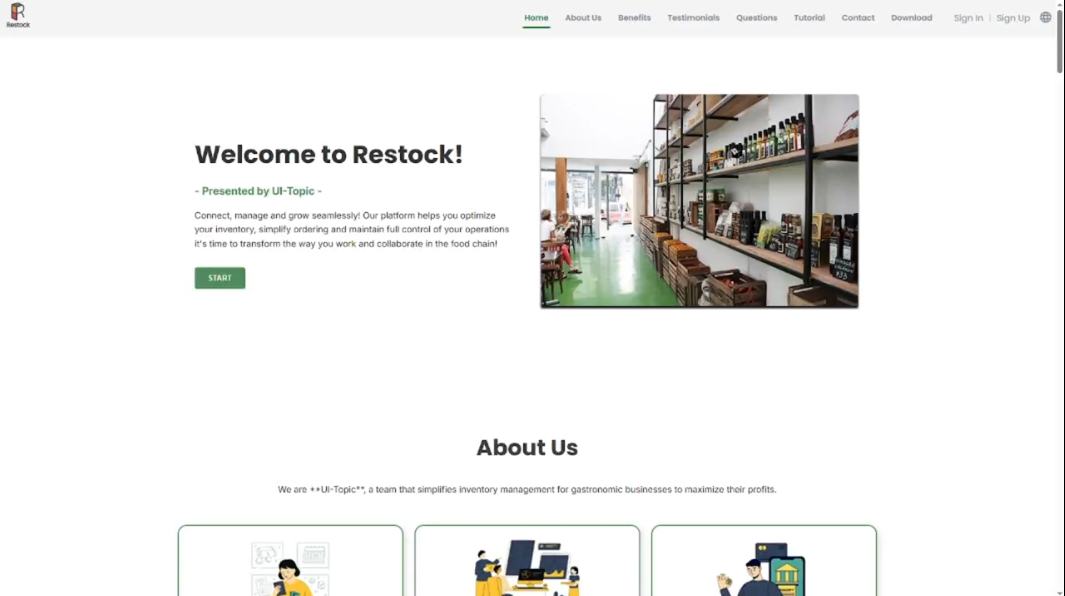 Restock
Home About Us Benefits Testimonials Questions Tutorial Contact Download Sign In | Sign Up
Welcome to Restock!
- Presented by UI-Topic -
Connect, manage and grow seamlessly! Our platform helps you optimize
your inventory, simplify ordering and maintain full control of your operations
it's time to transform the way you work and collaborate in the food chain!
START
About Us
We are **UI-Topic**, a team that simplifies inventory management for gastronomic businesses to maximize their profits.